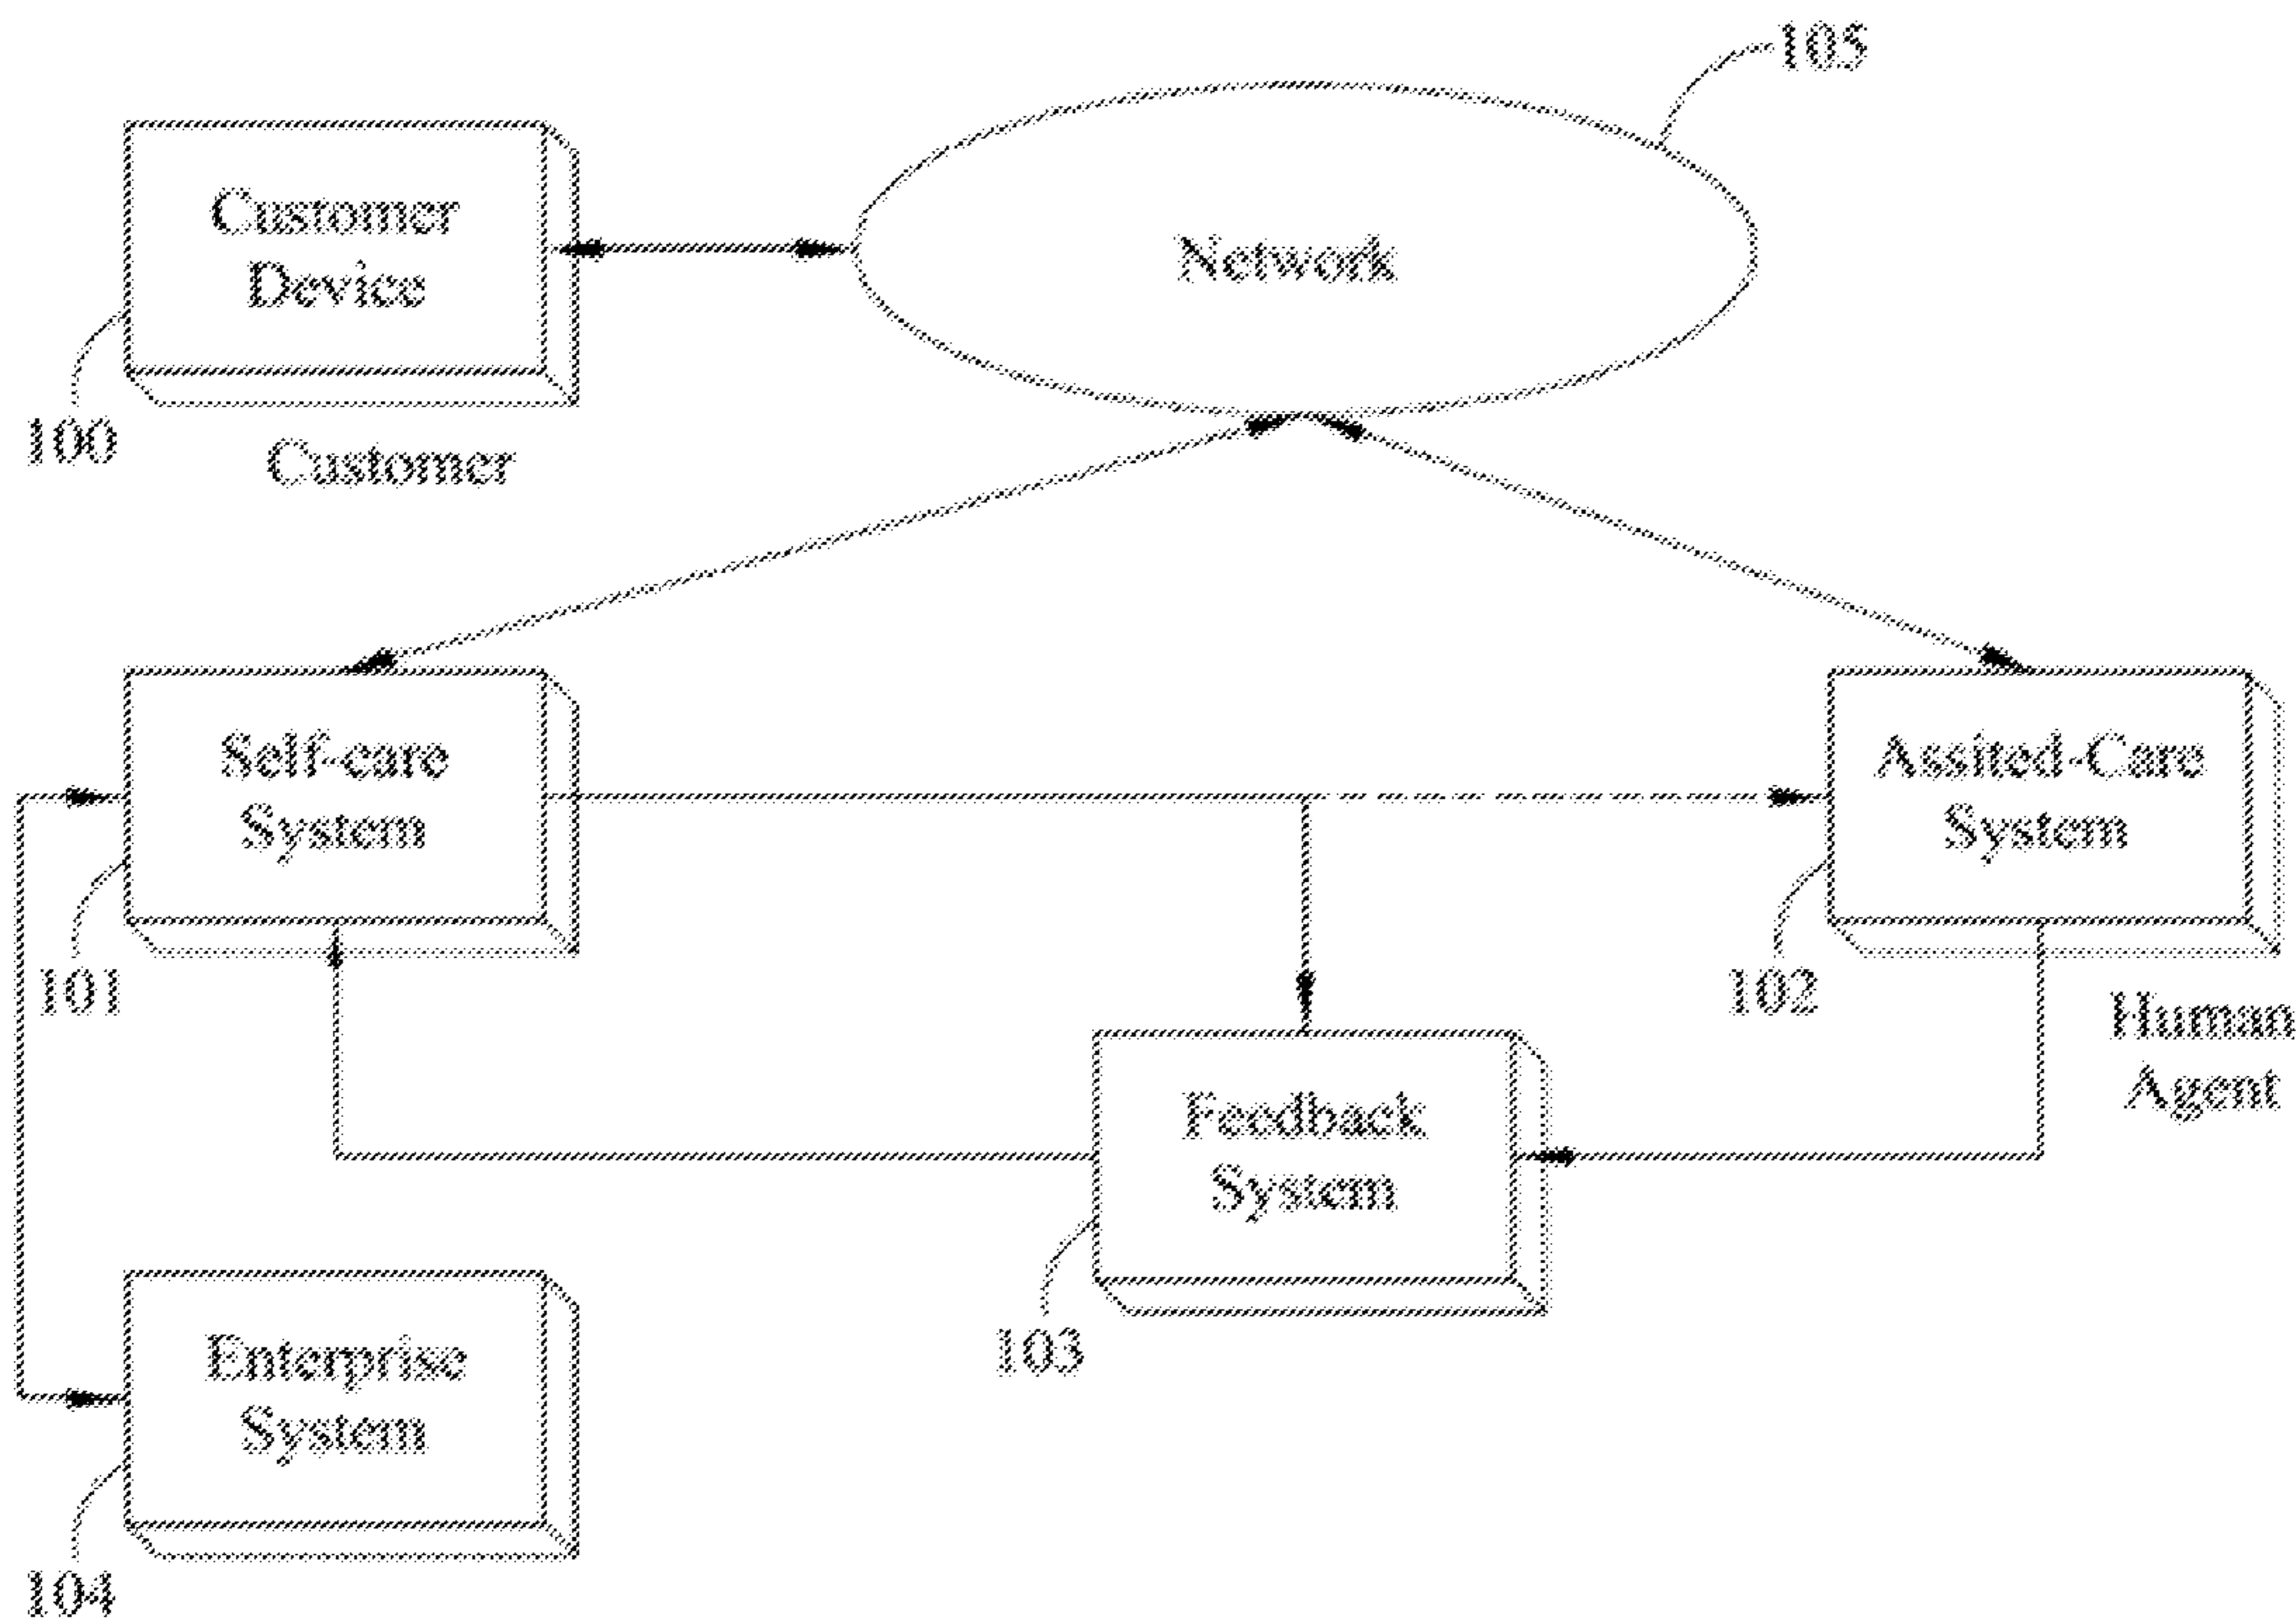 105
Customer
Device
Network
100
Customer
Self-care
System
Assited-Care
System
101
102
Human
Agent
Feedback
System
103
Enterprise
System
104